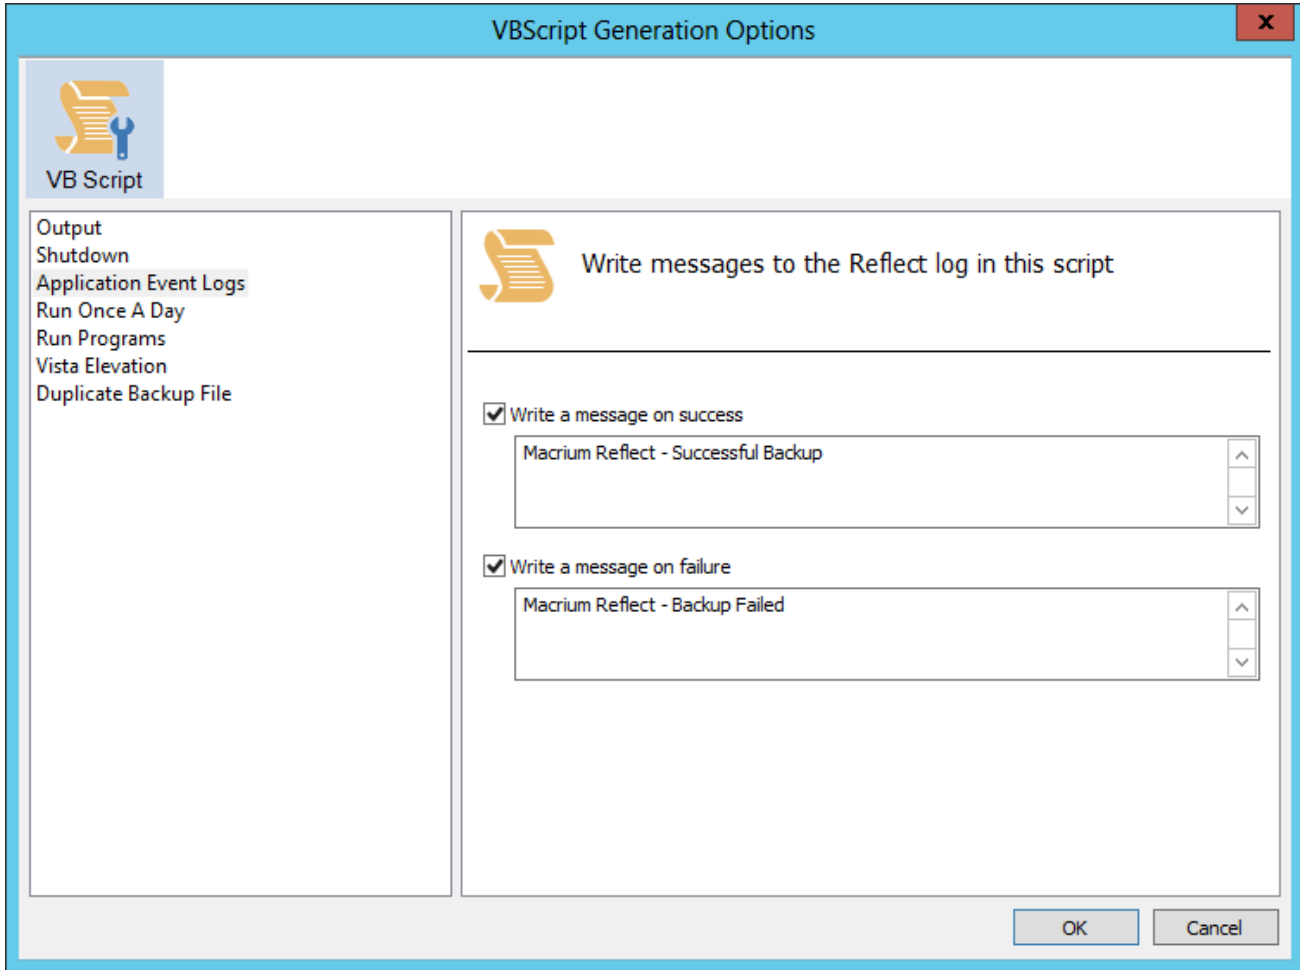 VBScript Generation Options
x
VB Script
Output
Shutdown
Application Event Logs
Run Once A Day
Run Programs
Vista Elevation
Duplicate Backup File
Write messages to the Reflect log in this script
Write a message on success
Macrium Reflect - Successful Backup
Write a message on failure
Macrium Reflect - Backup Failed
OK
Cancel